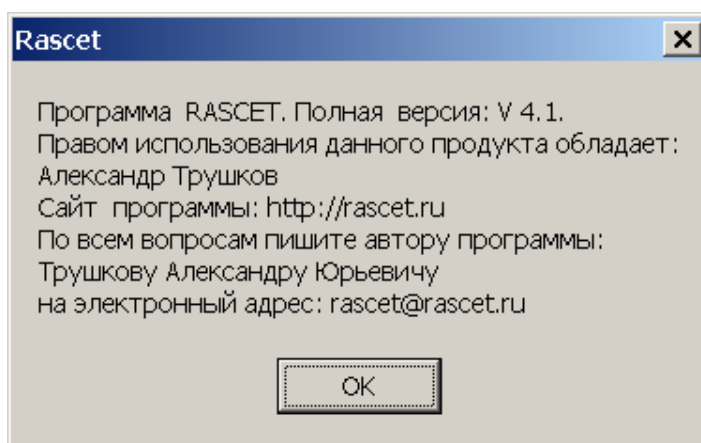 Rascet
Программа RASCET. Полная версия: V 4.1.
Правом использования данного продукта обладает:
Александр Трушков
Сайт программы: http://rascet.ru
По всем вопросам пишите автору программы:
Трушкову Александру Юрьевичу
на электронный адрес: rascet@rascet.ru
OK